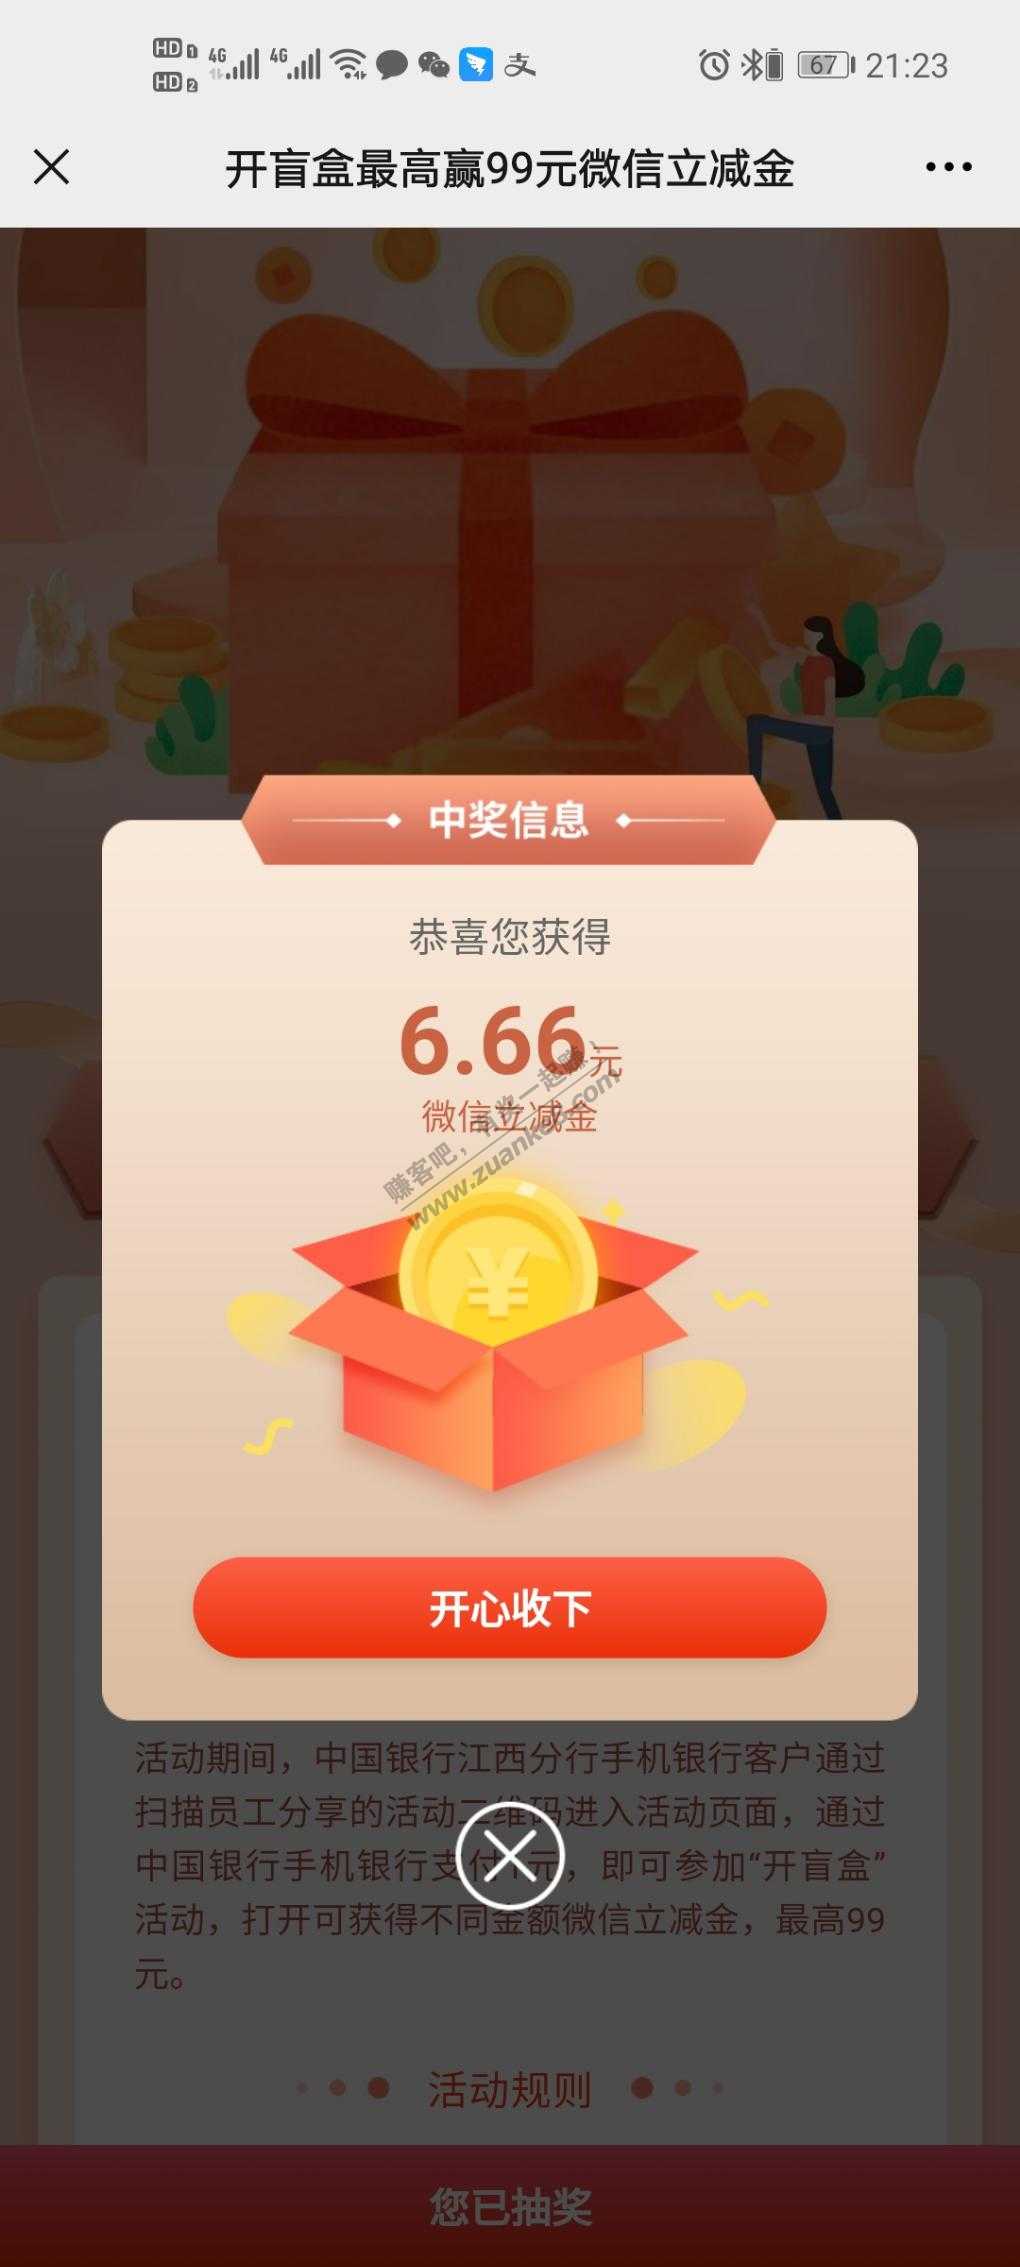 HD 1 4G 4G 67 21:23
HD 2
开盲盒最高赢99元微信立减金
中奖信息
恭喜您获得
6.66元
微信立减金
赚客吧，有奖一起赚！
www.zuanke8.com
¥
开心收下
活动期间，中国银行江西分行手机银行客户通过
扫描员工分享的活动二维码进入活动页面，通过
中国银行手机银行支付1元，即可参加“开盲盒”
活动，打开可获得不同金额微信立减金，最高99
元。
活动规则
您已抽奖